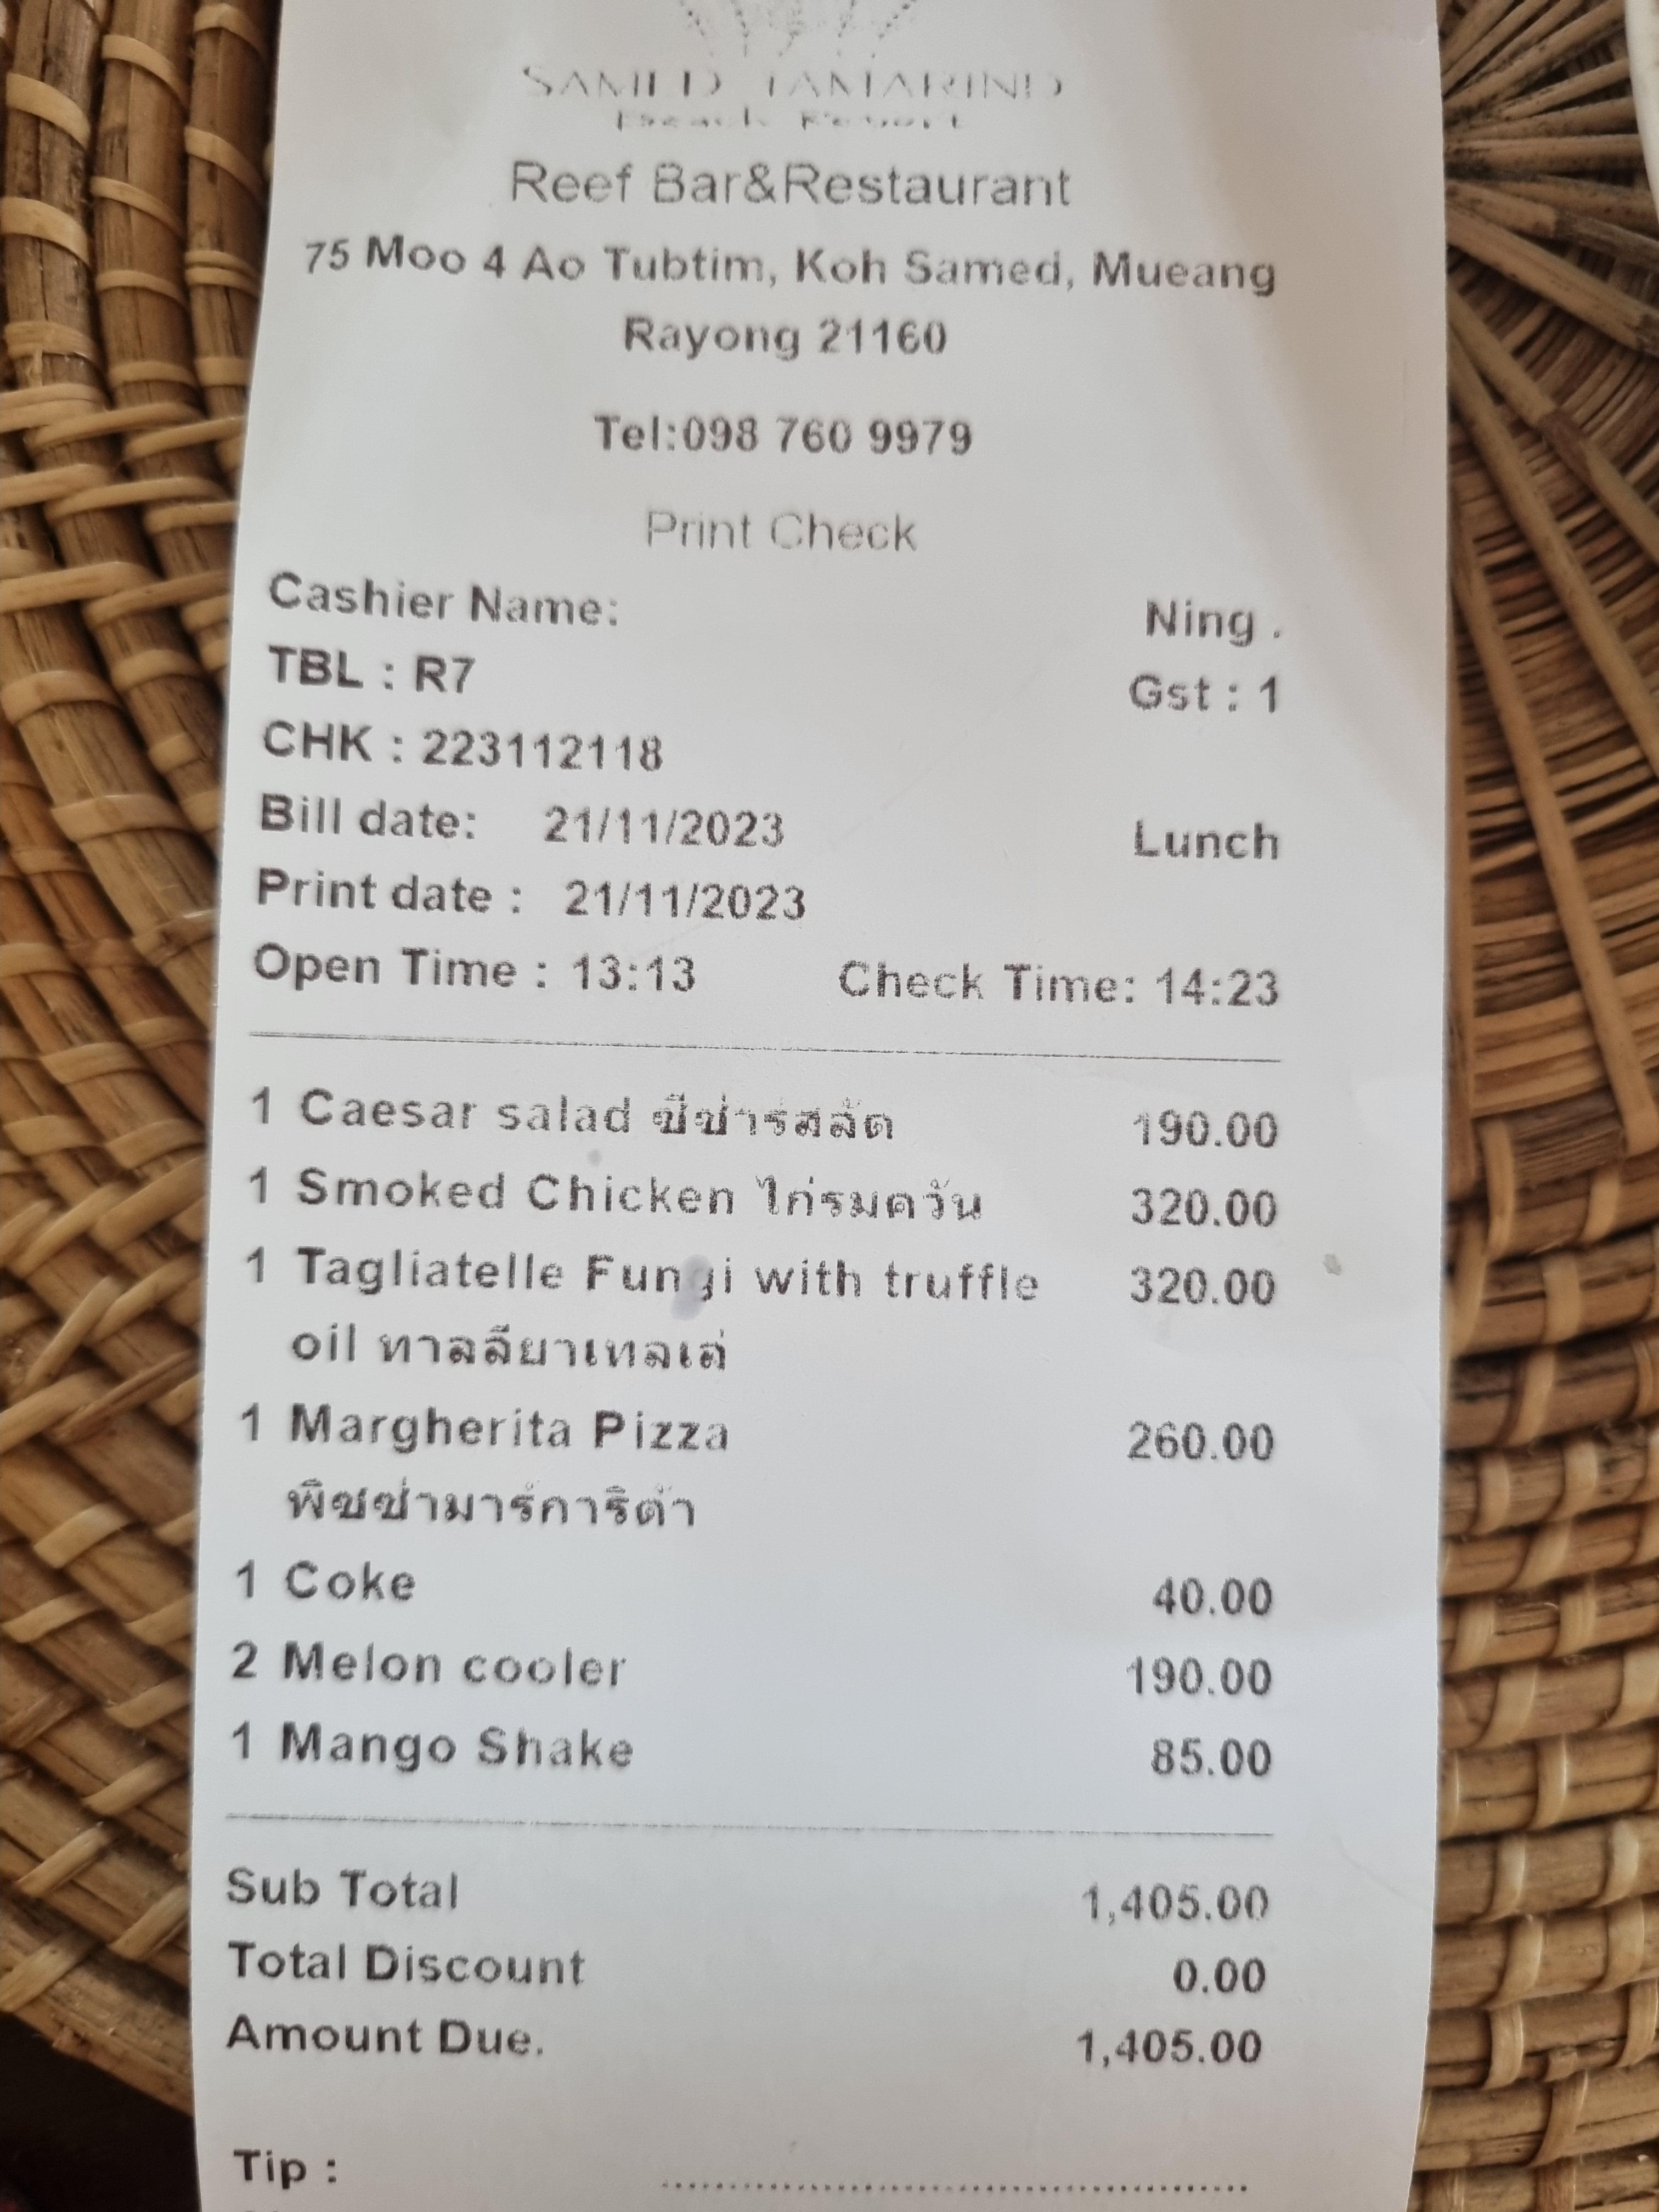 SAMED TAMARIND
Beach Resort
Reef Bar&Restaurant
75 Moo 4 Ao Tubtim, Koh Samed, Mueang
Rayong 21160
Tel:098 760 9979
Print Check
Cashier Name: Ning .
TBL : R7 Gst : 1
CHK : 223112118
Bill date: 21/11/2023 Lunch
Print date : 21/11/2023
Open Time : 13:13 Check Time: 14:23
1 Caesar salad ซีซ่าร์สลัด 190.00
1 Smoked Chicken ไก่รมควัน 320.00
1 Tagliatelle Fungi with truffle 320.00
oil ทาลลียาเทลเล่
1 Margherita Pizza 260.00
พิซซ่ามาร์การิต้า
1 Coke 40.00
2 Melon cooler 190.00
1 Mango Shake 85.00
Sub Total 1,405.00
Total Discount 0.00
Amount Due. 1,405.00
Tip : ........................................